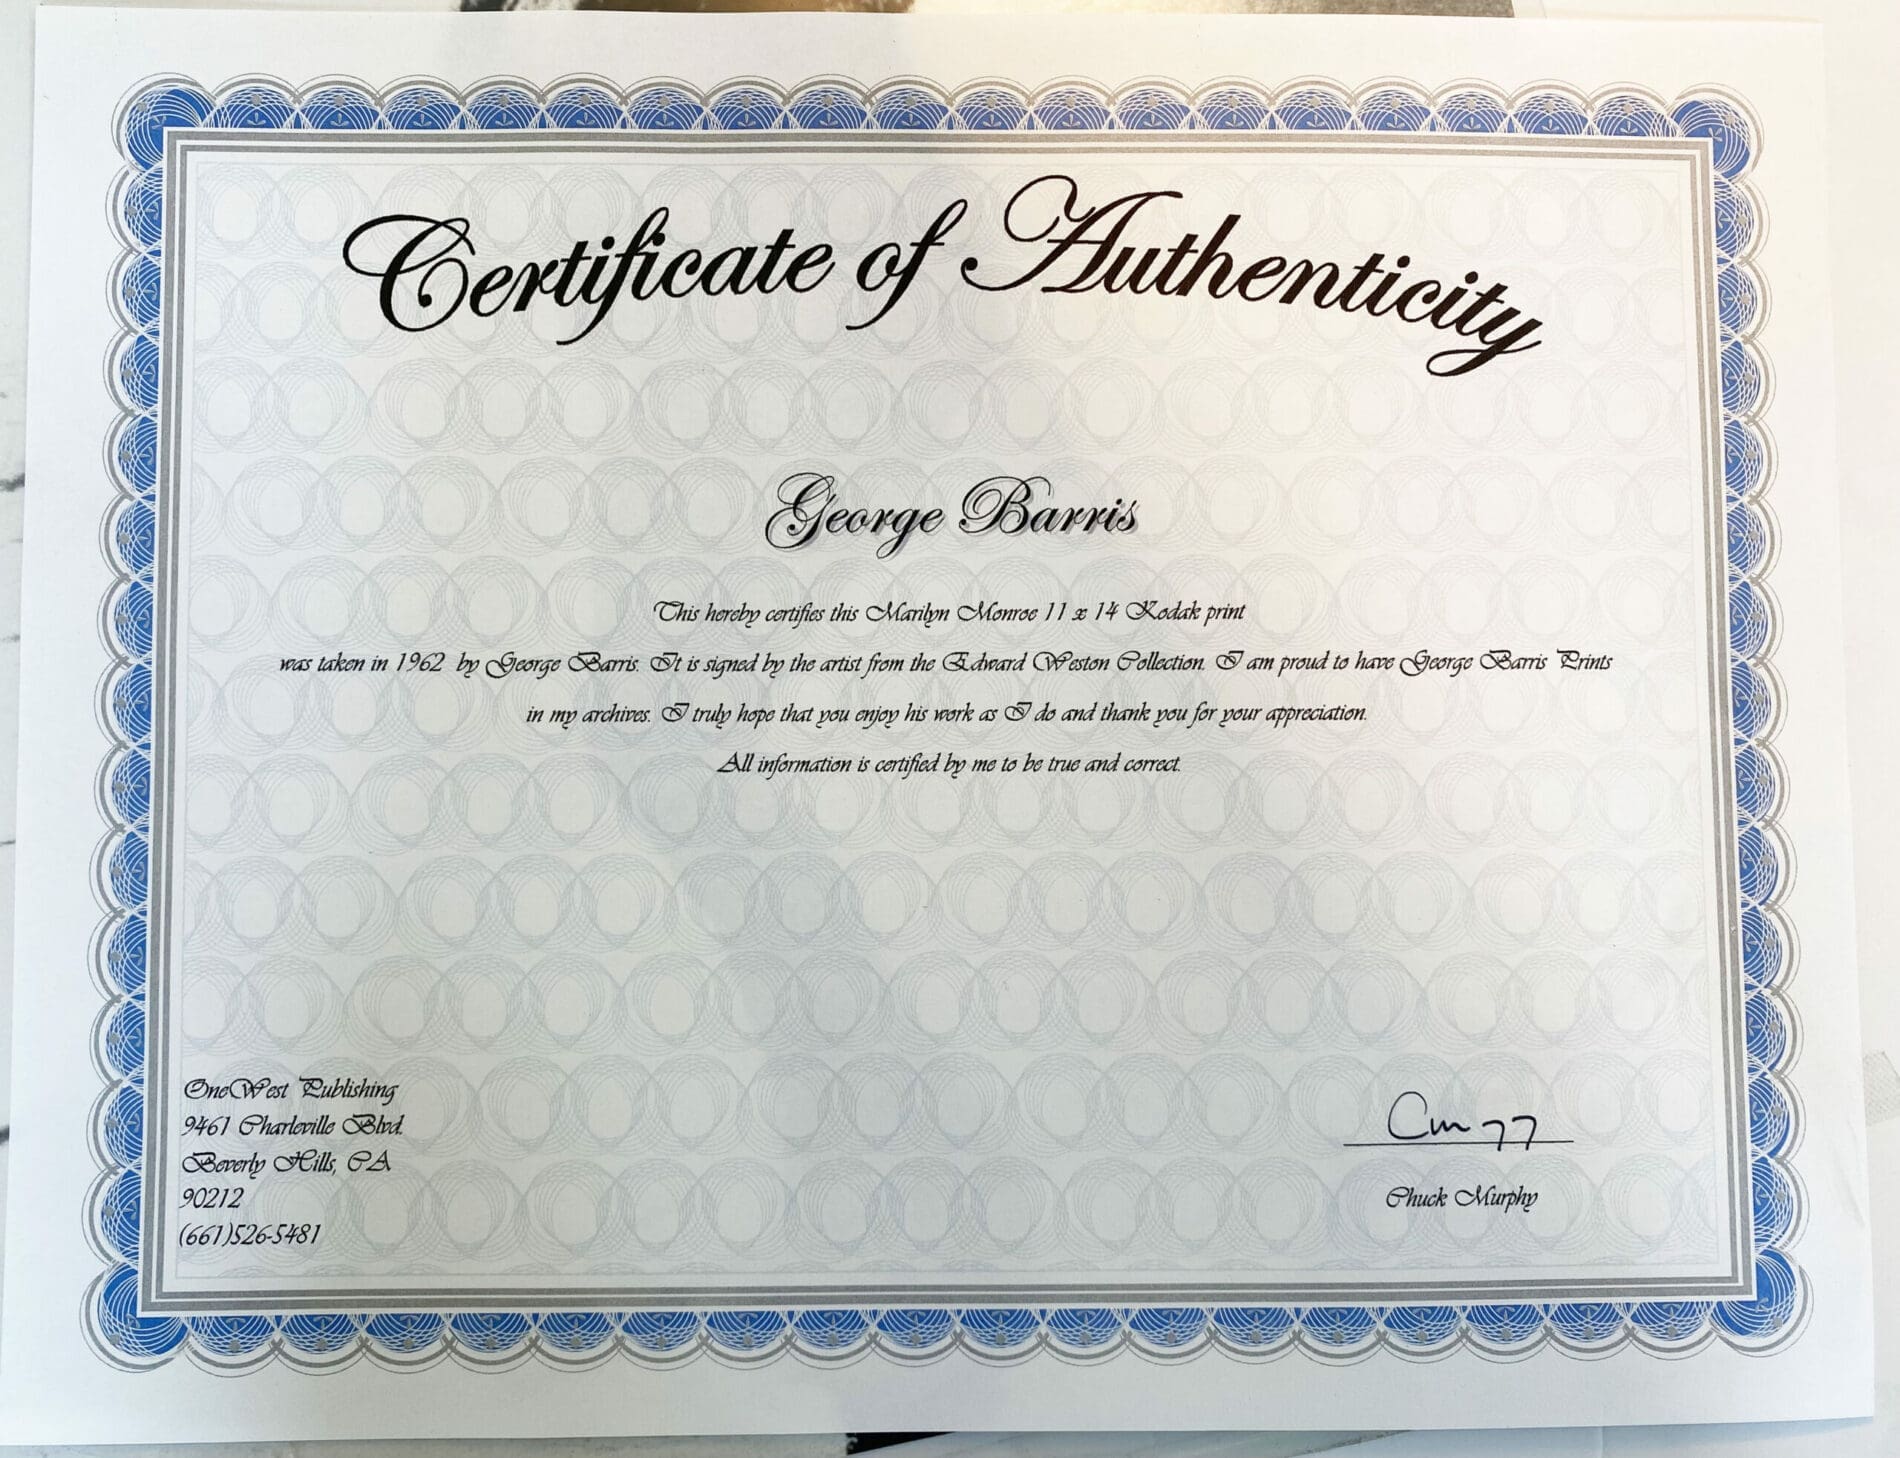 Certificate of Authenticity
George Barris
This hereby certifies this Marilyn Monroe 11 x 14 Kodak print
was taken in 1962 by George Barris. It is signed by the artist from the Edward Weston Collection. I am proud to have George Barris Prints
in my archives. I truly hope that you enjoy his work as I do and thank you for your appreciation.
All information is certified by me to be true and correct.
OneWest Publishing
9461 Charleville Blvd.
Beverly Hills, CA
90212
(661)526-5481
Chuck Murphy